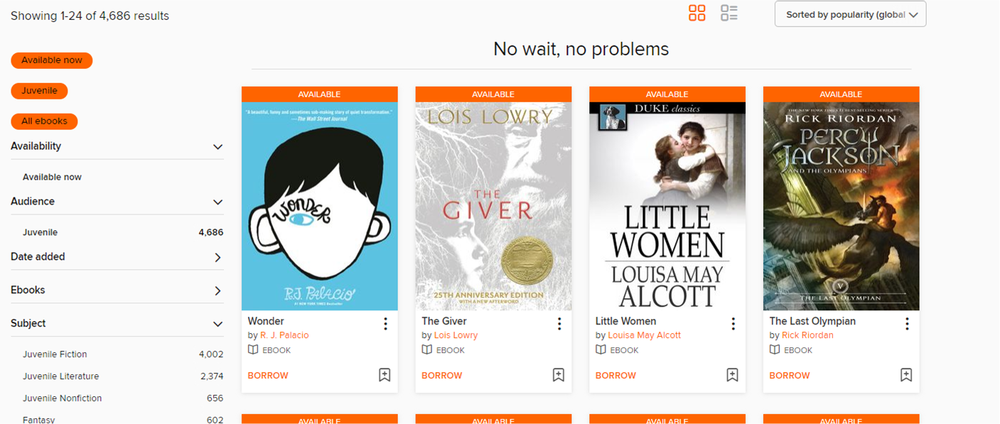 Showing 1-24 of 4,686 results
Sorted by popularity (global
Available now
Juvenile
All ebooks
Availability
Available now
Audience
Juvenile 4,686
Date added
Ebooks
Subject
Juvenile Fiction 4,002
Juvenile Literature 2,374
Juvenile Nonfiction 656
Fantasy 602
No wait, no problems
AVAILABLE
"A beautiful, funny and sometimes sob-making story of quiet transformation."
—The Wall Street Journal
WONDER
R.J. PALACIO
#1 NEW YORK TIMES Bestseller
Wonder
by R. J. Palacio
EBOOK
BORROW
AVAILABLE
LOIS LOWRY
THE
GIVER
25TH ANNIVERSARY EDITION
WITH A NEW AFTERWORD
The Giver
by Lois Lowry
EBOOK
BORROW
AVAILABLE
DUKE classics
LITTLE
WOMEN
LOUISA MAY
ALCOTT
Little Women
by Louisa May Alcott
EBOOK
BORROW
AVAILABLE
THE NEW YORK TIMES #1 BEST-SELLING SERIES
RICK RIORDAN
PERCY
JACKSON
AND THE OLYMPIANS
V
THE LAST OLYMPIAN
The Last Olympian
by Rick Riordan
EBOOK
BORROW
AVAILABLE
AVAILABLE
AVAILABLE
AVAILABLE